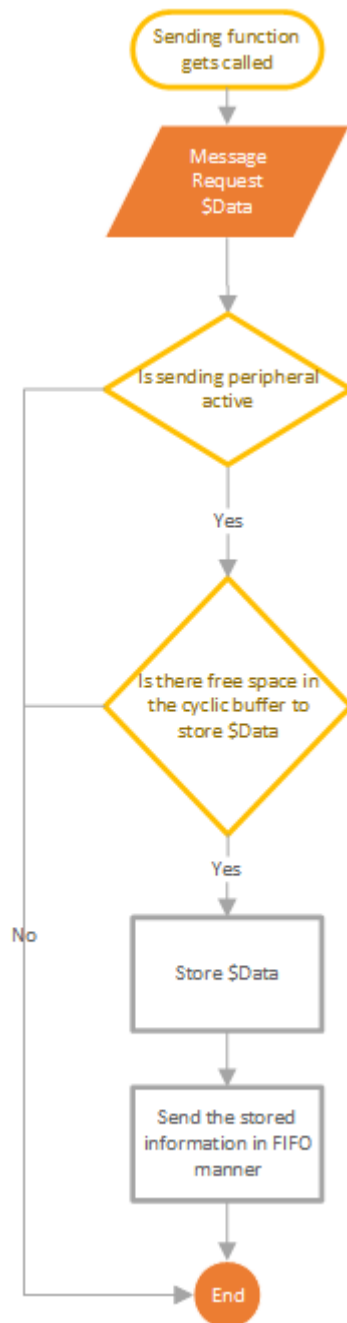 Sending function
gets called
Message
Request
$Data
Is sending peripheral
active
Yes
Is there free space in
the cyclic buffer to
store $Data
Yes
No
Store $Data
Send the stored
information in FIFO
manner
End